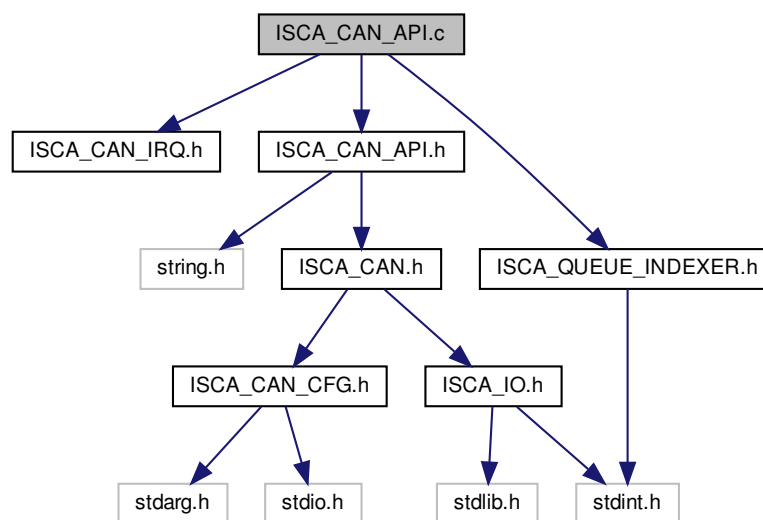 ISCA_CAN_API.c
ISCA_CAN_IRQ.h
ISCA_CAN_API.h
string.h
ISCA_CAN.h
ISCA_QUEUE_INDEXER.h
ISCA_CAN_CFG.h
ISCA_IO.h
stdarg.h
stdio.h
stdlib.h
stdint.h